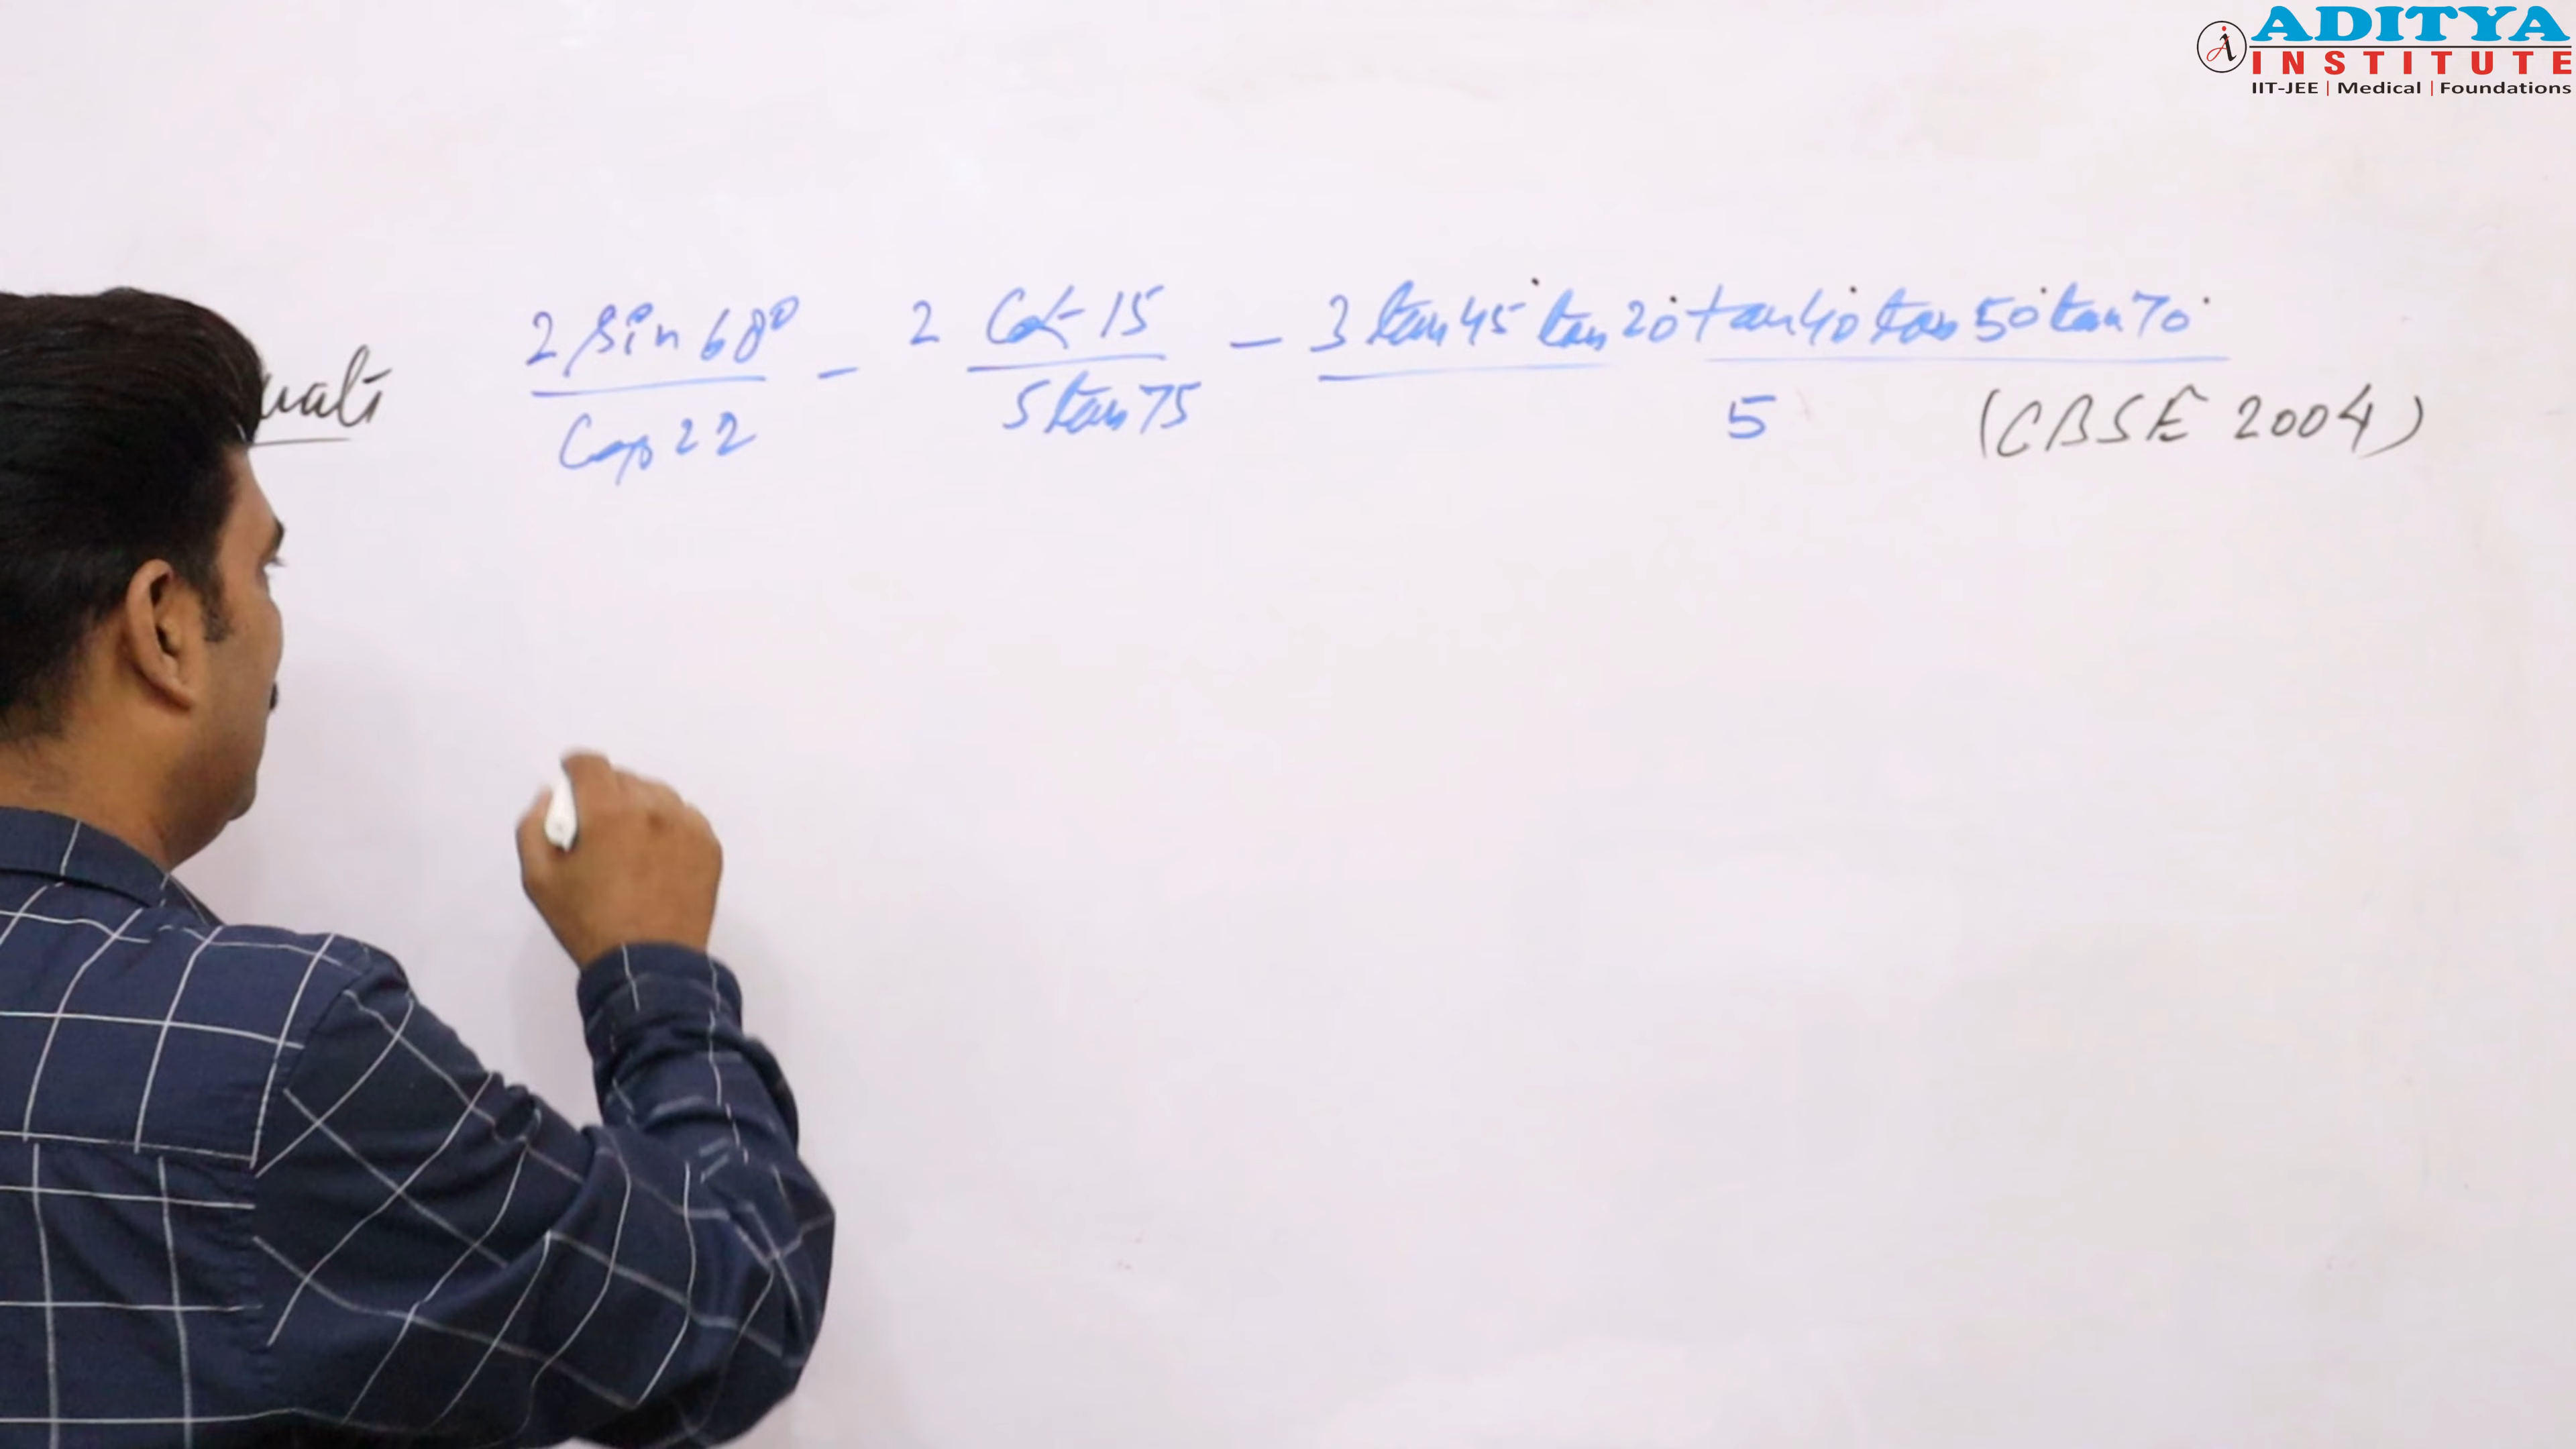 ADITYA
INSTITUTE
IIT-JEE | Medical | Foundations
2 sin 68° / Cos 22 - 2 Cot 15 / 5 tan 75 - 3 tan 45° tan 20° tan 40° tan 50° tan 70° / 5
(CBSE 2004)